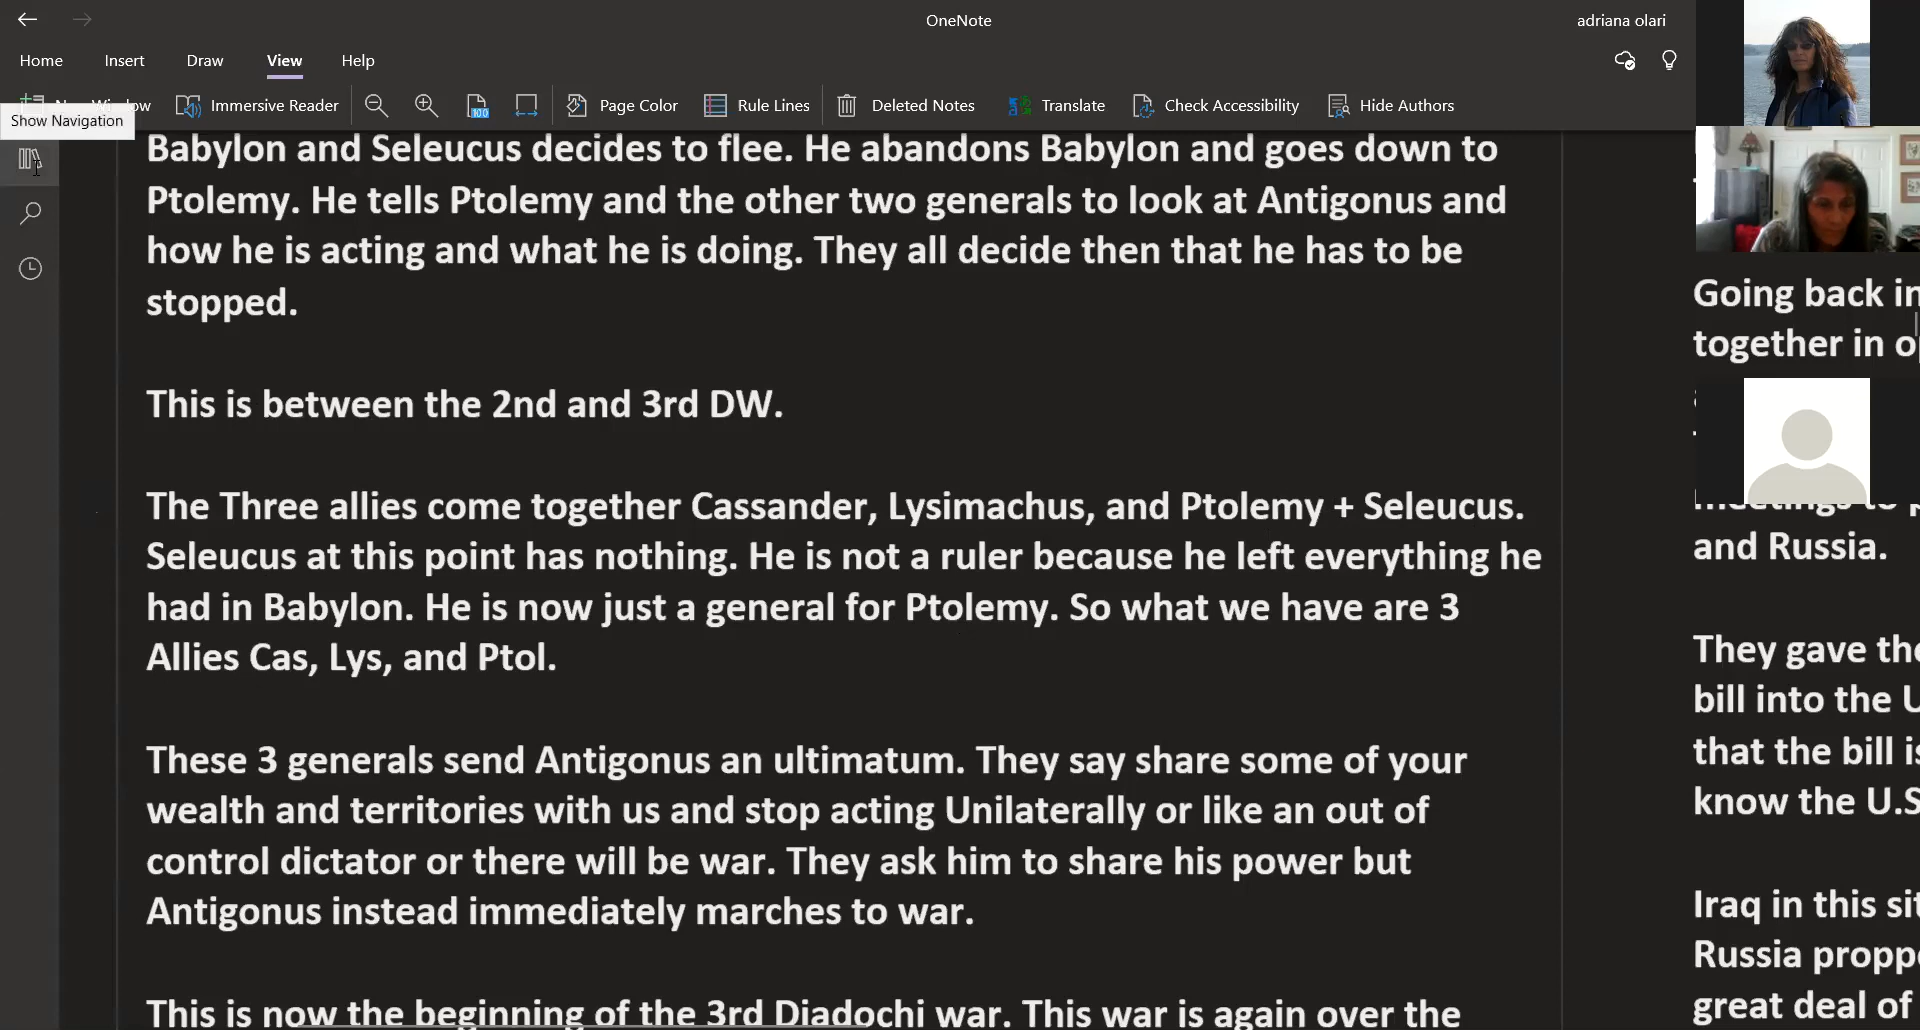 OneNote
adriana olari
Home Insert Draw View Help
Window Immersive Reader Page Color Rule Lines Deleted Notes Translate Check Accessibility Hide Authors
Show Navigation
Babylon and Seleucus decides to flee. He abandons Babylon and goes down to
Ptolemy. He tells Ptolemy and the other two generals to look at Antigonus and
how he is acting and what he is doing. They all decide then that he has to be
stopped.
This is between the 2nd and 3rd DW.
The Three allies come together Cassander, Lysimachus, and Ptolemy + Seleucus.
Seleucus at this point has nothing. He is not a ruler because he left everything he
had in Babylon. He is now just a general for Ptolemy. So what we have are 3
Allies Cas, Lys, and Ptol.
These 3 generals send Antigonus an ultimatum. They say share some of your
wealth and territories with us and stop acting Unilaterally or like an out of
control dictator or there will be war. They ask him to share his power but
Antigonus instead immediately marches to war.
This is now the beginning of the 3rd Diadochi war. This war is again over the
Going back in
together in
and Russia.
They gave the
bill into the U
that the bill is
know the U.S
Iraq in this
Russia
great deal of